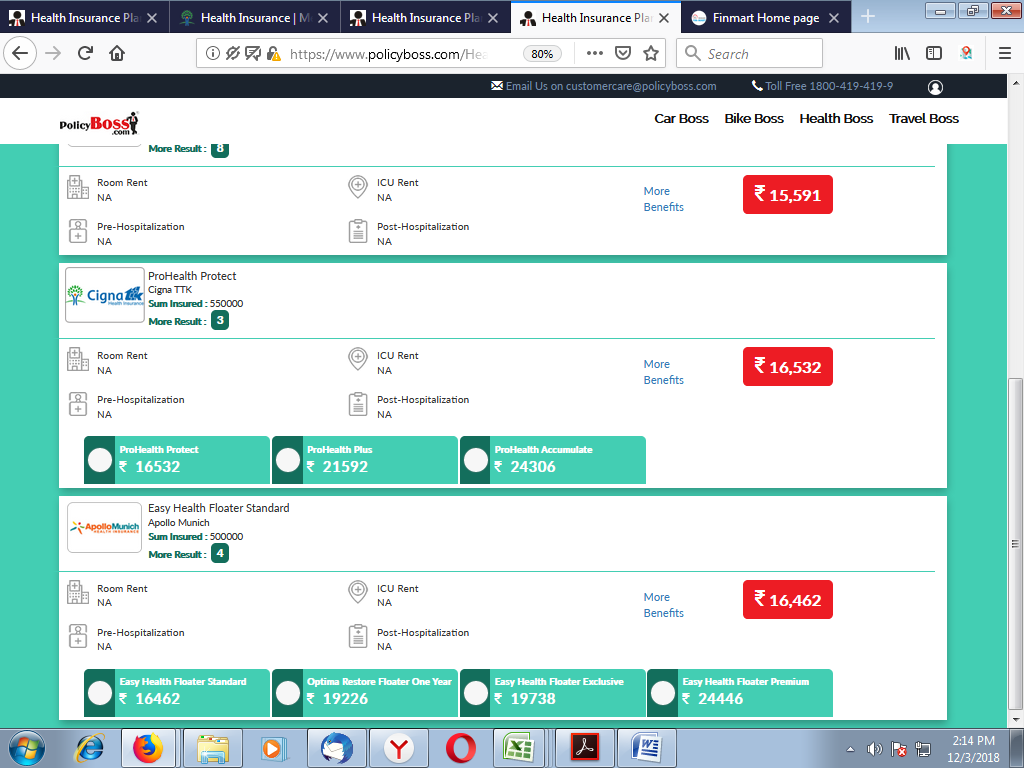 Health Insurance Pla
Health Insurance | M
Health Insurance Pla
Health Insurance Plan
Finmart Home page
https://www.policyboss.com/Hea
80%
Search
Email Us on customercare@policyboss.com
Toll Free 1800-419-419-9
PolicyBoss.com
Car Boss
Bike Boss
Health Boss
Travel Boss
More Result : 8
Room Rent
NA
ICU Rent
NA
More
Benefits
₹ 15,591
Pre-Hospitalization
NA
Post-Hospitalization
NA
Cigna TTK
Health Insurance
ProHealth Protect
Cigna TTK
Sum Insured : 550000
More Result : 3
Room Rent
NA
ICU Rent
NA
More
Benefits
₹ 16,532
Pre-Hospitalization
NA
Post-Hospitalization
NA
ProHealth Protect
₹ 16532
ProHealth Plus
₹ 21592
ProHealth Accumulate
₹ 24306
ApolloMunich
HEALTH INSURANCE
Easy Health Floater Standard
Apollo Munich
Sum Insured : 500000
More Result : 4
Room Rent
NA
ICU Rent
NA
More
Benefits
₹ 16,462
Pre-Hospitalization
NA
Post-Hospitalization
NA
Easy Health Floater Standard
₹ 16462
Optima Restore Floater One Year
₹ 19226
Easy Health Floater Exclusive
₹ 19738
Easy Health Floater Premium
₹ 24446
2:14 PM
12/3/2018